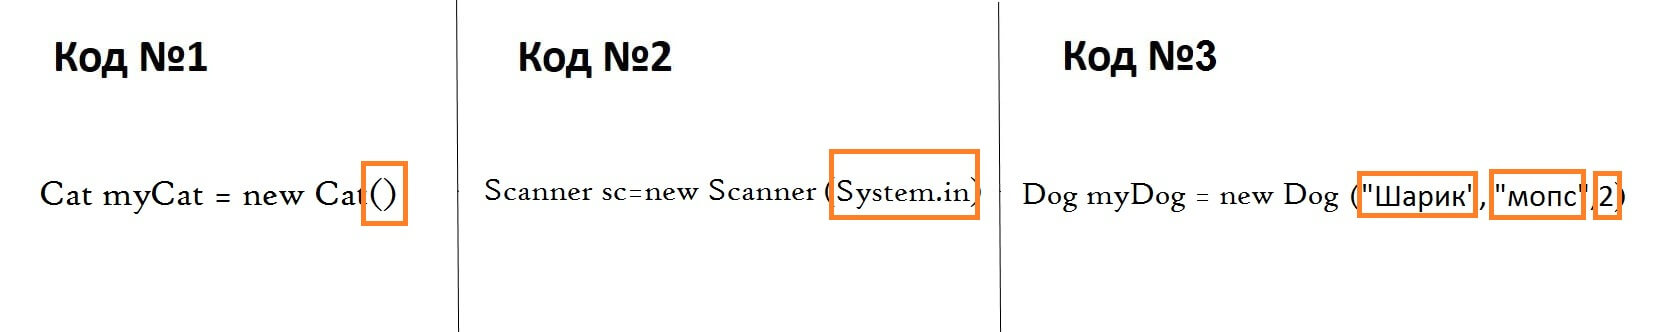 Код №1
Cat myCat = new Cat()
Код №2
Scanner sc=new Scanner (System.in)
Код №3
Dog myDog = new Dog ("Шарик", "мопс",2)